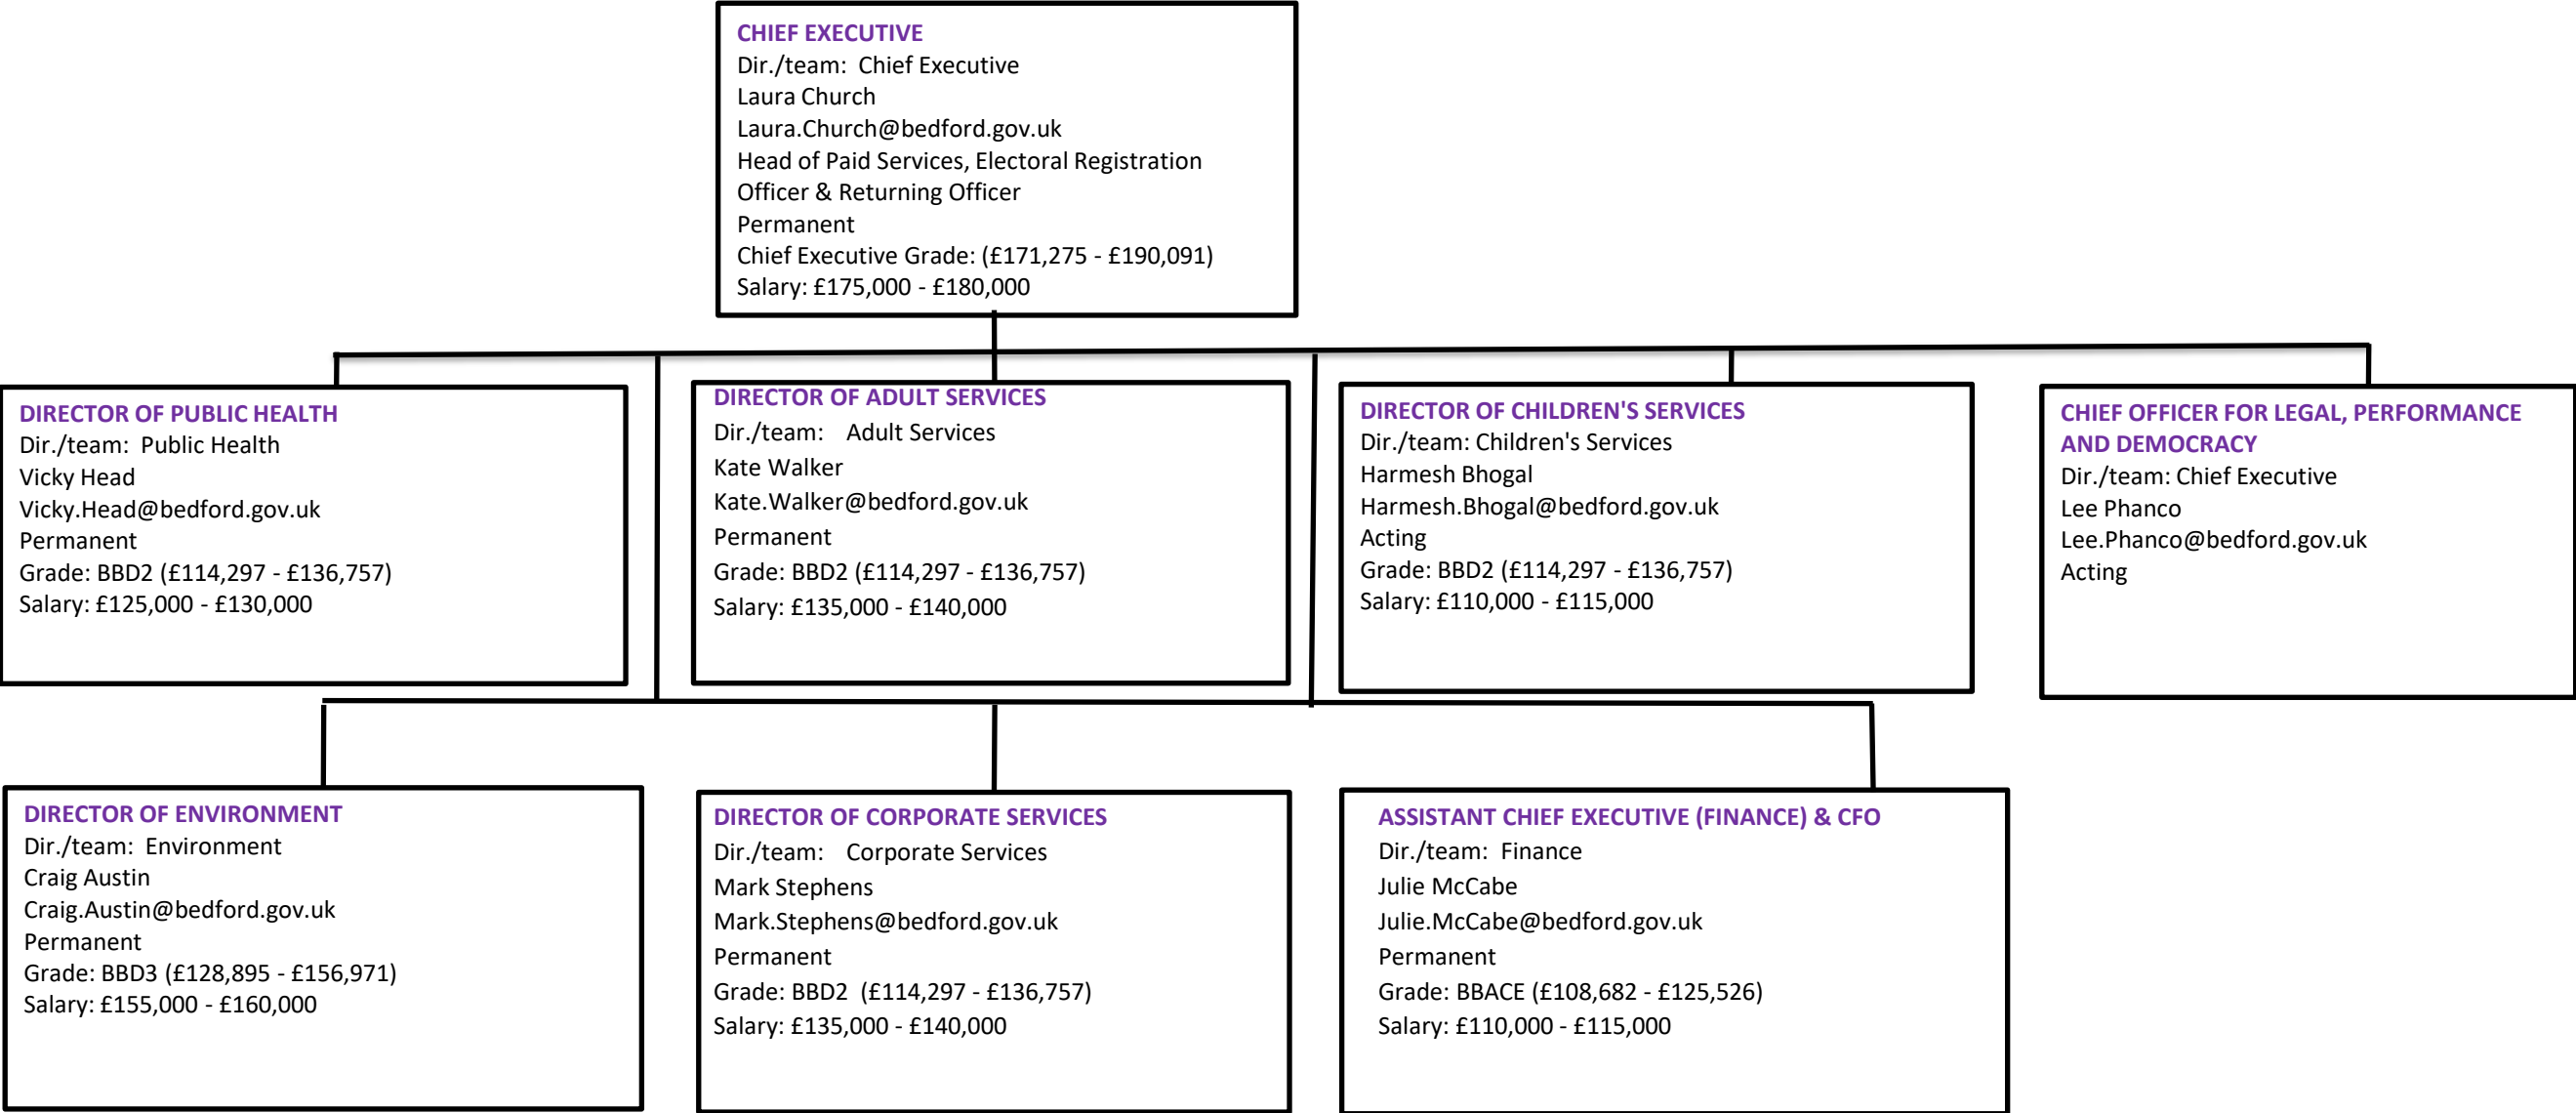 CHIEF EXECUTIVE
Dir./team: Chief Executive
Laura Church
Laura.Church@bedford.gov.uk
Head of Paid Services, Electoral Registration
Officer & Returning Officer
Permanent
Chief Executive Grade: (£171,275 - £190,091)
Salary: £175,000 - £180,000
DIRECTOR OF PUBLIC HEALTH
Dir./team: Public Health
Vicky Head
Vicky.Head@bedford.gov.uk
Permanent
Grade: BBD2 (£114,297 - £136,757)
Salary: £125,000 - £130,000
DIRECTOR OF ADULT SERVICES
Dir./team: Adult Services
Kate Walker
Kate.Walker@bedford.gov.uk
Permanent
Grade: BBD2 (£114,297 - £136,757)
Salary: £135,000 - £140,000
DIRECTOR OF CHILDREN'S SERVICES
Dir./team: Children's Services
Harmesh Bhogal
Harmesh.Bhogal@bedford.gov.uk
Acting
Grade: BBD2 (£114,297 - £136,757)
Salary: £110,000 - £115,000
CHIEF OFFICER FOR LEGAL, PERFORMANCE
AND DEMOCRACY
Dir./team: Chief Executive
Lee Phanco
Lee.Phanco@bedford.gov.uk
Acting
DIRECTOR OF ENVIRONMENT
Dir./team: Environment
Craig Austin
Craig.Austin@bedford.gov.uk
Permanent
Grade: BBD3 (£128,895 - £156,971)
Salary: £155,000 - £160,000
DIRECTOR OF CORPORATE SERVICES
Dir./team: Corporate Services
Mark Stephens
Mark.Stephens@bedford.gov.uk
Permanent
Grade: BBD2 (£114,297 - £136,757)
Salary: £135,000 - £140,000
ASSISTANT CHIEF EXECUTIVE (FINANCE) & CFO
Dir./team: Finance
Julie McCabe
Julie.McCabe@bedford.gov.uk
Permanent
Grade: BBACE (£108,682 - £125,526)
Salary: £110,000 - £115,000